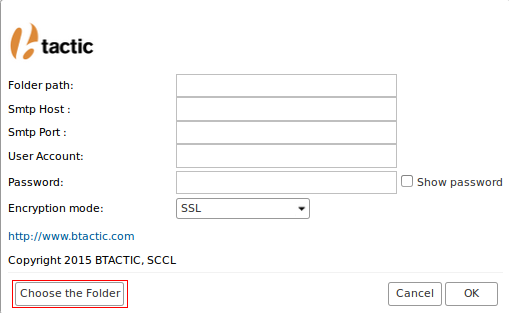 tactic
Folder path:
Smtp Host :
Smtp Port :
User Account:
Password:
Show password
Encryption mode:
SSL
http://www.btactic.com
Copyright 2015 BTACTIC, SCCL
Choose the Folder
Cancel
OK